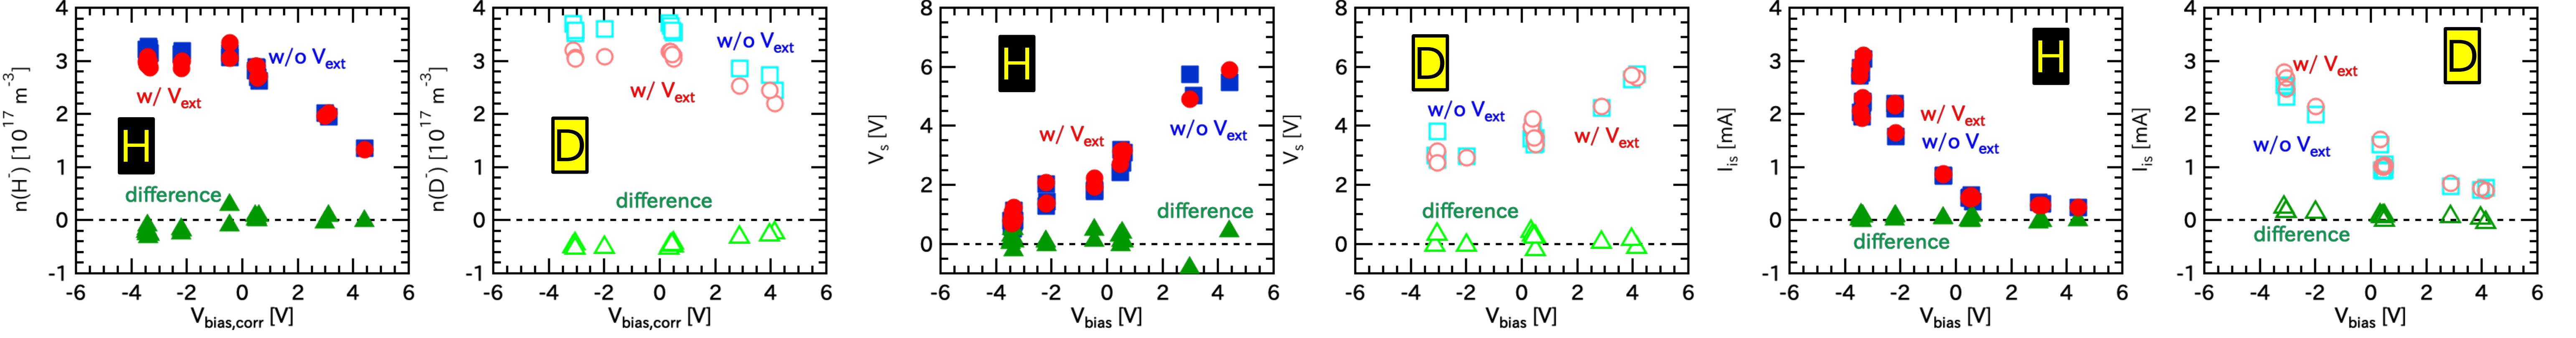 4
3
2
1
0
-1
n(H⁻) [10¹⁷ m⁻³]
w/o Vext
w/ Vext
H
difference
-6 -4 -2 0 2 4 6
Vbias,corr [V]
4
3
2
1
0
-1
n(D⁻) [10¹⁷ m⁻³]
w/o Vext
w/ Vext
D
difference
-6 -4 -2 0 2 4 6
Vbias,corr [V]
8
6
4
2
0
Vs [V]
H
w/ Vext
w/o Vext
difference
-6 -4 -2 0 2 4 6
Vbias [V]
8
6
4
2
0
Vs [V]
D
w/o Vext
w/ Vext
difference
-6 -4 -2 0 2 4 6
Vbias [V]
4
3
2
1
0
-1
Iis [mA]
H
w/ Vext
w/o Vext
difference
-6 -4 -2 0 2 4 6
Vbias [V]
4
3
2
1
0
-1
Iis [mA]
w/ Vext
D
w/o Vext
difference
-6 -4 -2 0 2 4 6
Vbias [V]